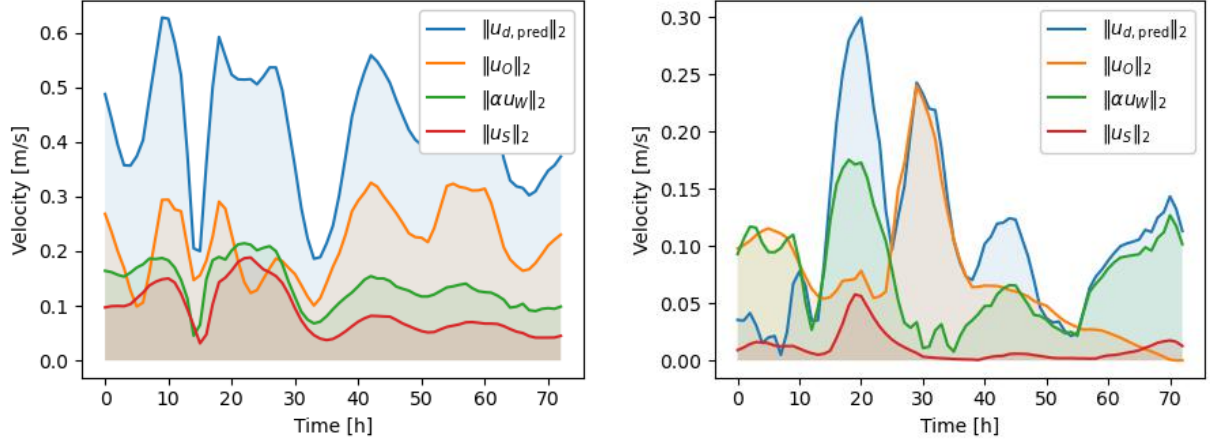 0.6
0.5
0.4
0.3
0.2
0.1
0.0
Velocity [m/s]
0 10 20 30 40 50 60 70
Time [h]
‖u_{d,pred}‖₂
‖u_O‖₂
‖αu_W‖₂
‖u_S‖₂
0.30
0.25
0.20
0.15
0.10
0.05
0.00
Velocity [m/s]
0 10 20 30 40 50 60 70
Time [h]
‖u_{d,pred}‖₂
‖u_O‖₂
‖αu_W‖₂
‖u_S‖₂